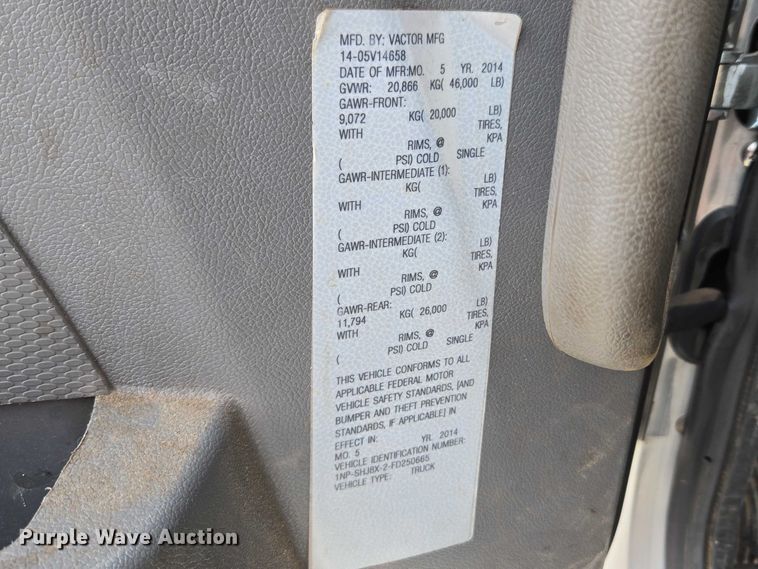 MFD. BY: VACTOR MFG
14-05V14658
DATE OF MFR:MO. 5 YR. 2014
GVWR: 20,866 KG( 46,000 LB)
GAWR-FRONT:
9,072 KG( 20,000 LB)
WITH TIRES,
RIMS, @ KPA
( PSI) COLD SINGLE
GAWR-INTERMEDIATE (1):
KG( LB)
WITH TIRES,
RIMS, @ KPA
( PSI) COLD
GAWR-INTERMEDIATE (2):
KG( LB)
WITH TIRES,
RIMS, @ KPA
( PSI) COLD
GAWR-REAR:
11,794 KG( 26,000 LB)
WITH TIRES,
RIMS, @ KPA
( PSI) COLD SINGLE
THIS VEHICLE CONFORMS TO ALL
APPLICABLE FEDERAL MOTOR
VEHICLE SAFETY STANDARDS, [AND
BUMPER AND THEFT PREVENTION
STANDARDS, IF APPLICABLE] IN
EFFECT IN:
MO. 5 YR. 2014
VEHICLE IDENTIFICATION NUMBER:
1NP-SHJ8X-2-FD250665
VEHICLE TYPE: TRUCK
Purple Wave Auction